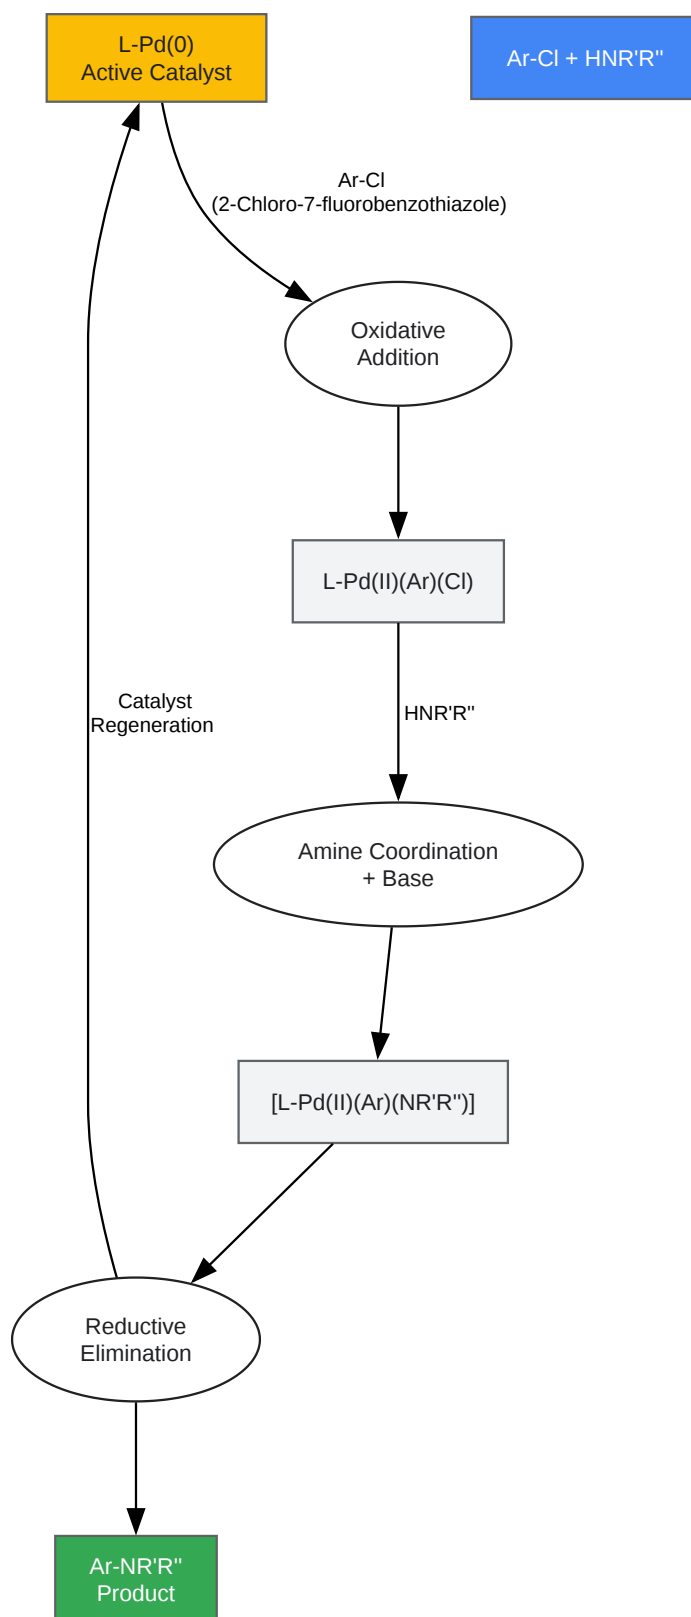 L-Pd(0)
Active Catalyst
Ar-Cl + HNR'R''
Ar-Cl
(2-Chloro-7-fluorobenzothiazole)
Oxidative
Addition
L-Pd(II)(Ar)(Cl)
Catalyst
Regeneration
HNR'R''
Amine Coordination
+ Base
[L-Pd(II)(Ar)(NR'R'')]
Reductive
Elimination
Ar-NR'R''
Product